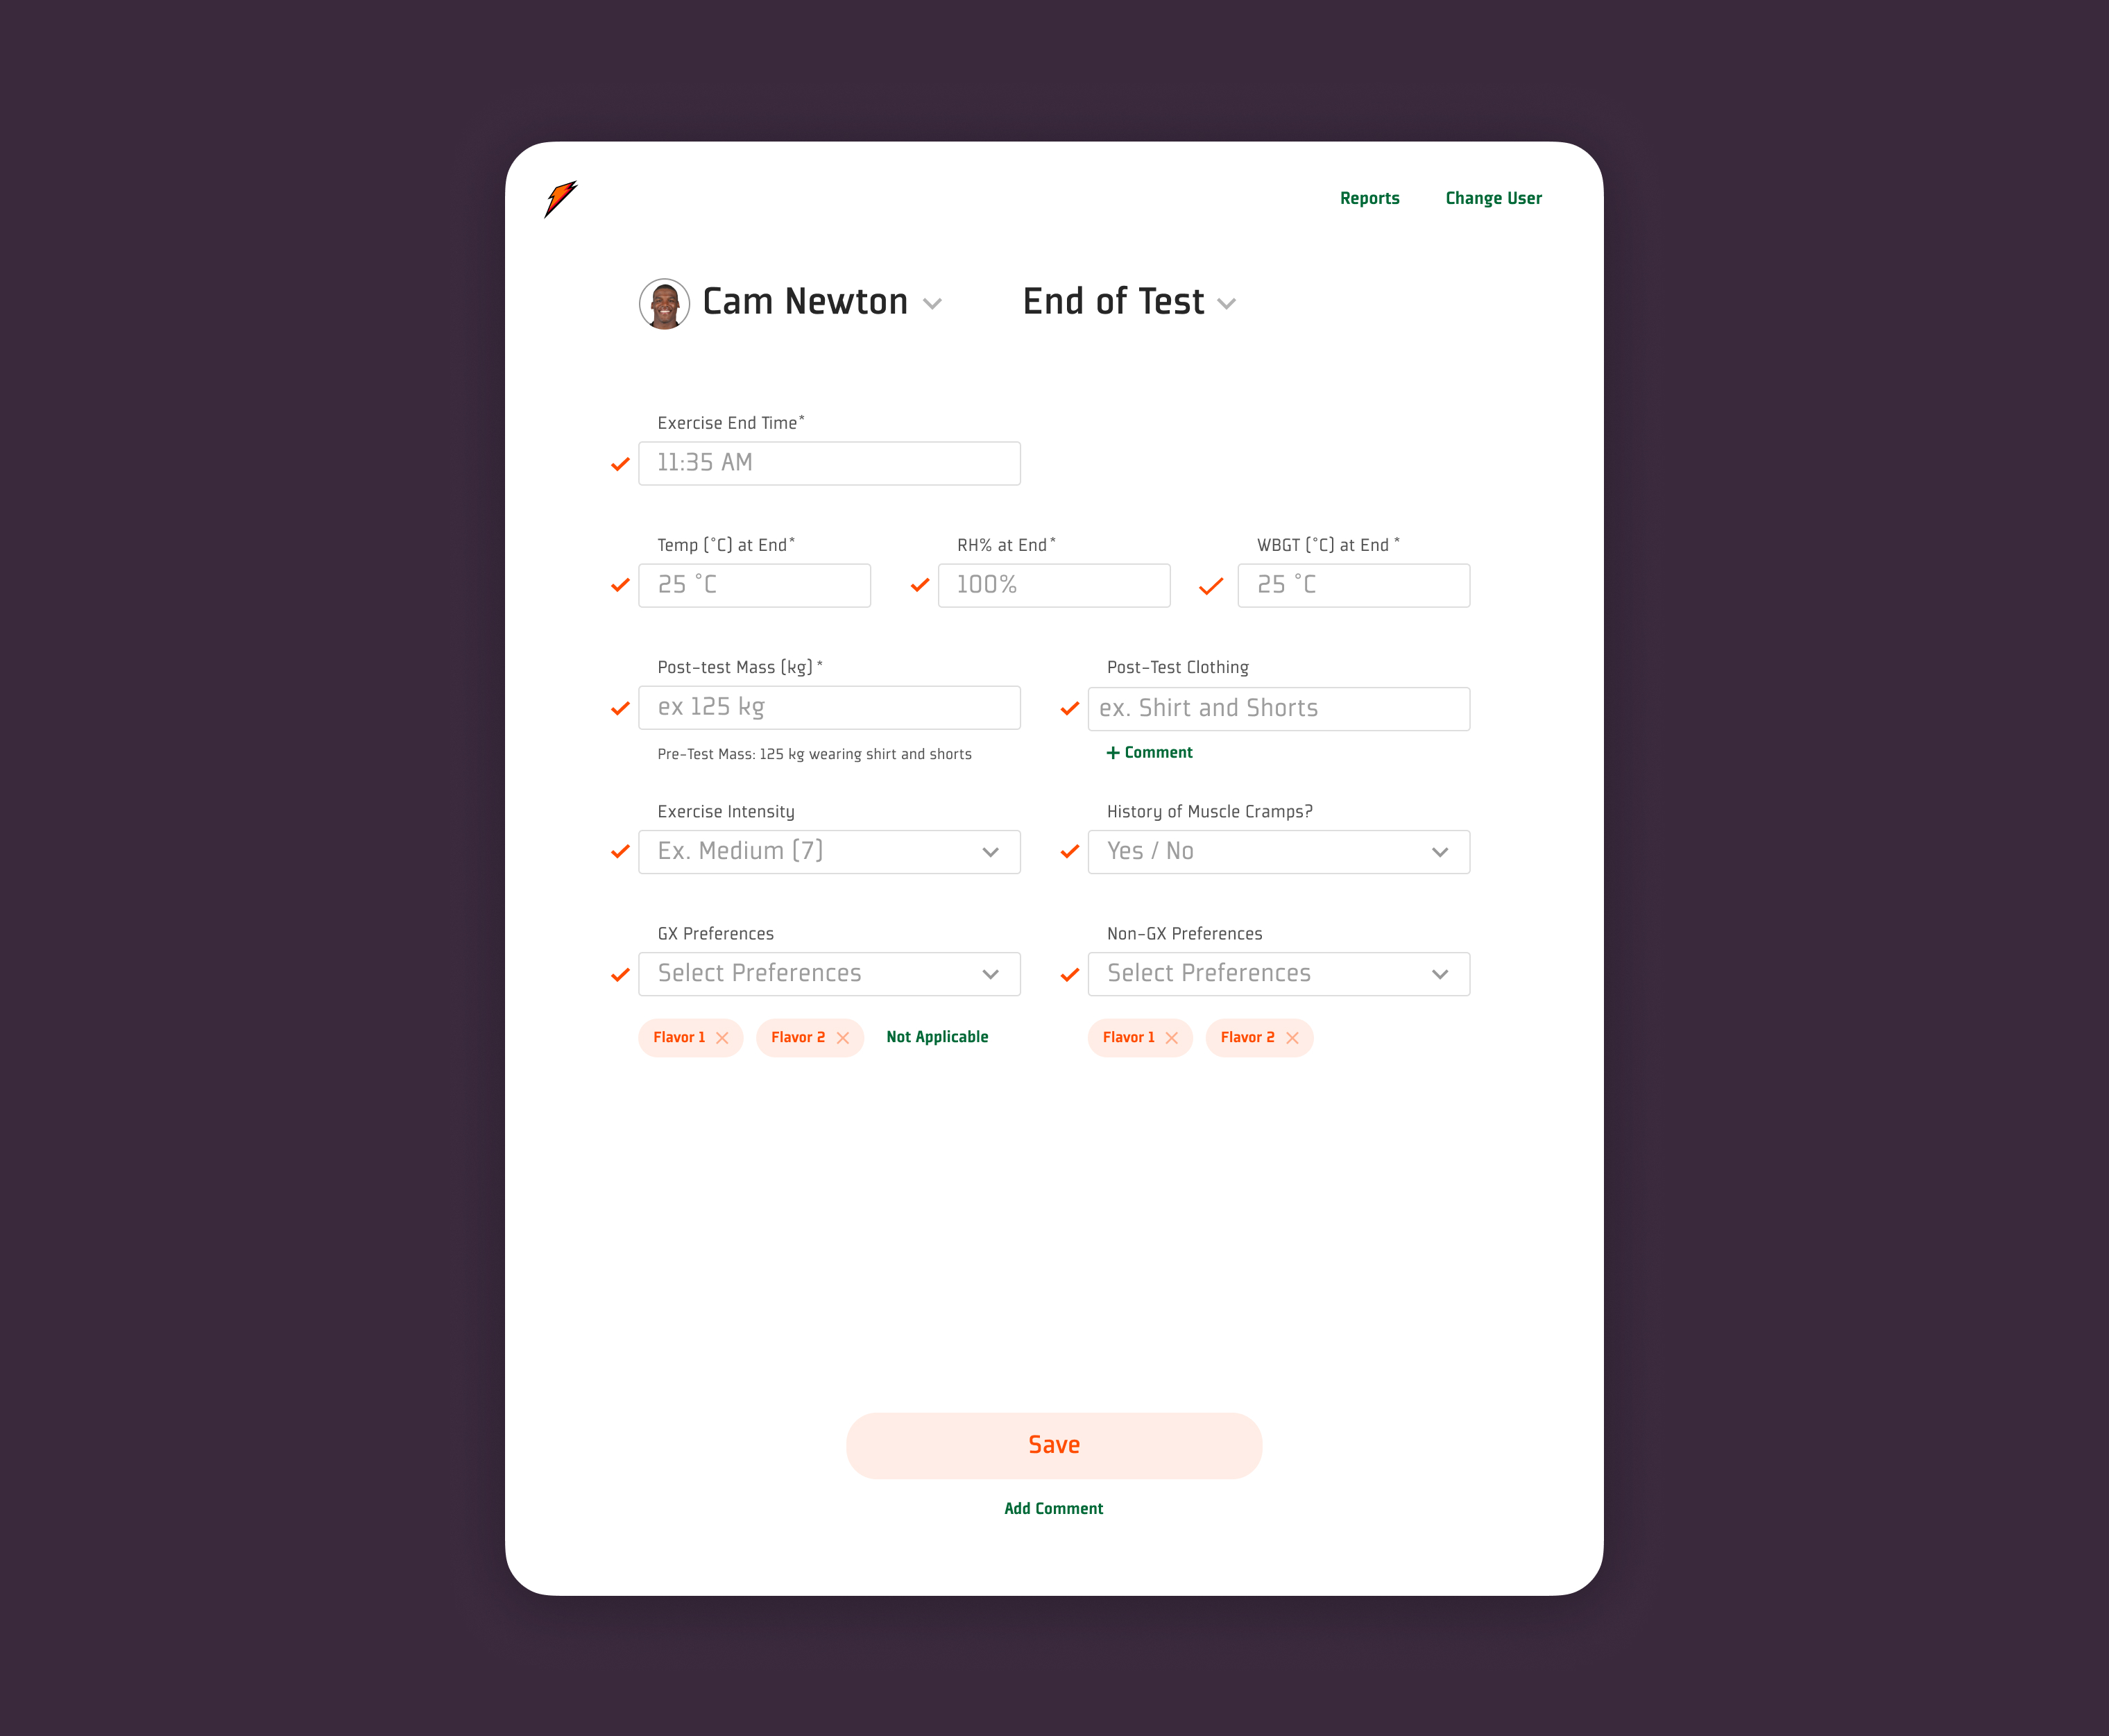 Reports Change User
Cam Newton End of Test
Exercise End Time*
11:35 AM
Temp (°C) at End* RH% at End* WBGT (°C) at End *
25 °C 100% 25 °C
Post-test Mass (kg)* Post-Test Clothing
ex 125 kg ex. Shirt and Shorts
Pre-Test Mass: 125 kg wearing shirt and shorts + Comment
Exercise Intensity History of Muscle Cramps?
Ex. Medium (7) Yes / No
GX Preferences Non-GX Preferences
Select Preferences Select Preferences
Flavor 1 Flavor 2 Not Applicable Flavor 1 Flavor 2
Save
Add Comment